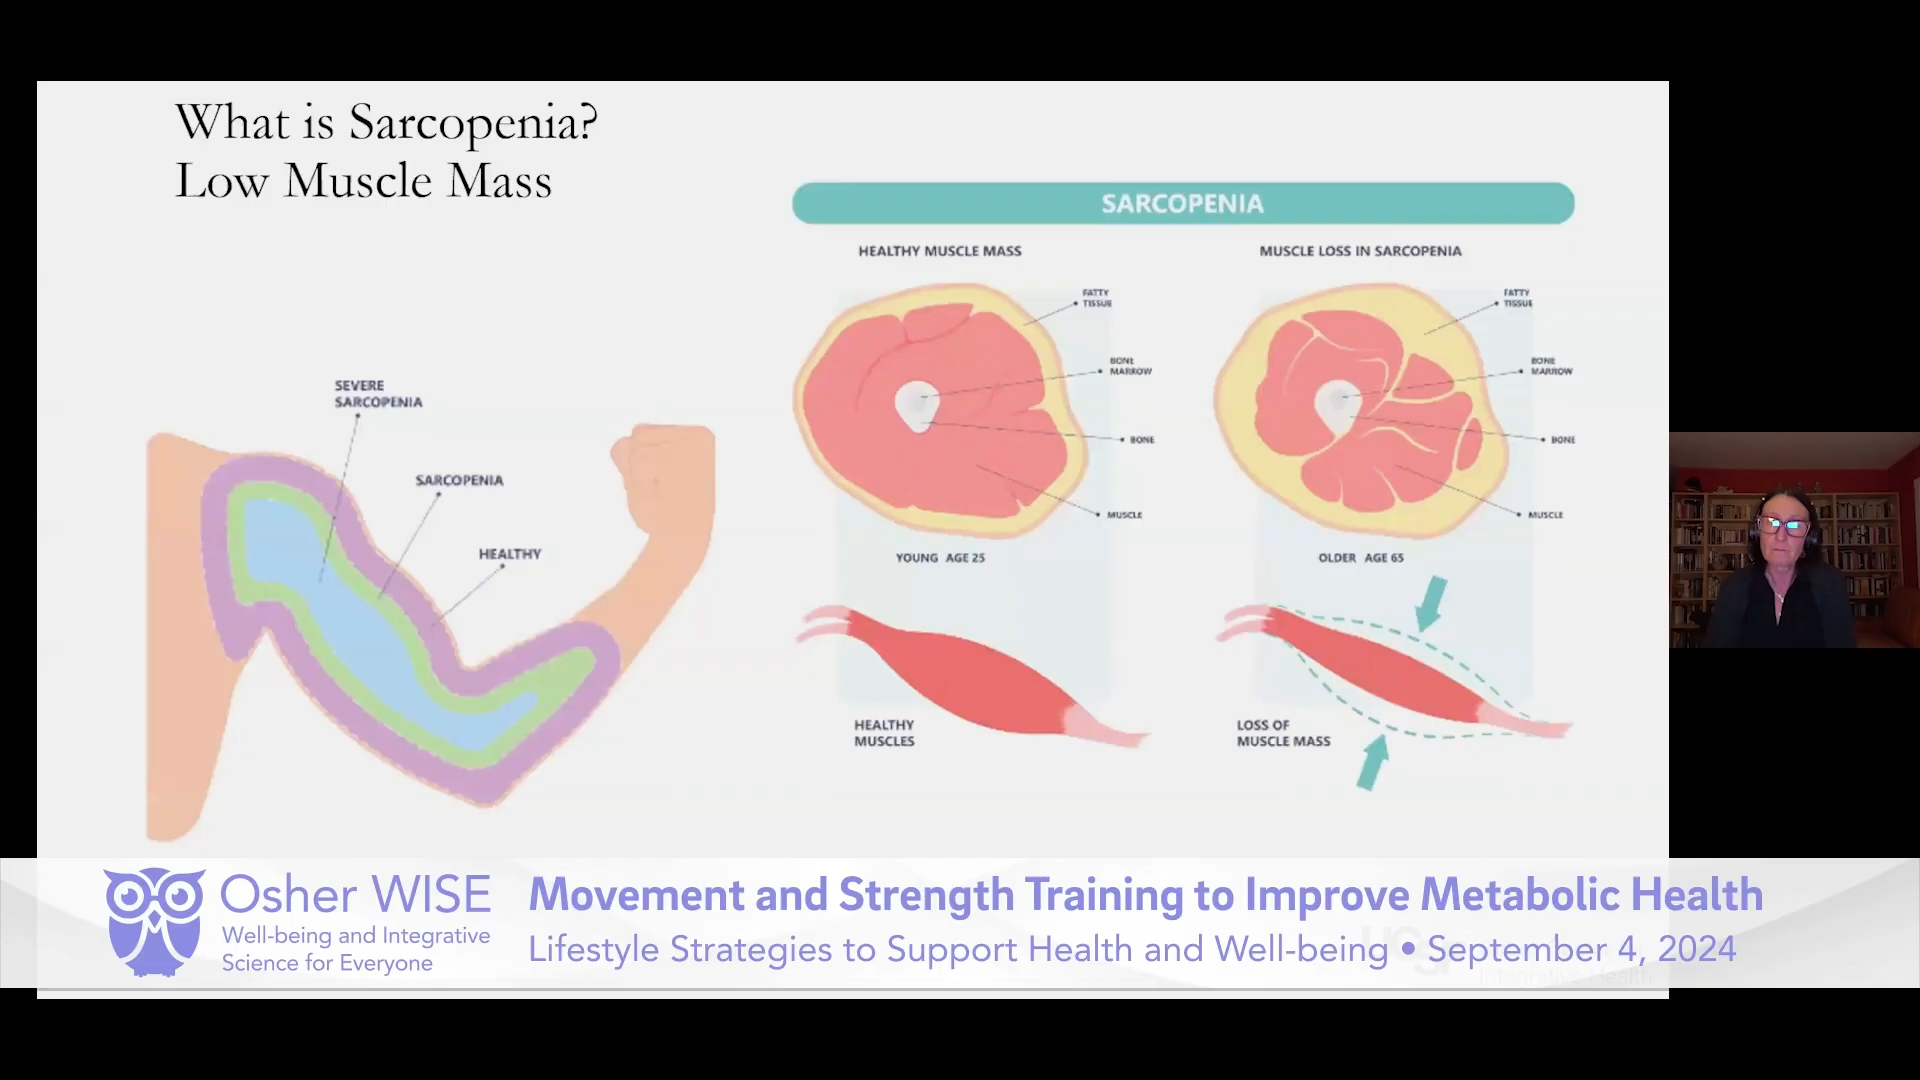 What is Sarcopenia?
Low Muscle Mass
SEVERE
SARCOPENIA
SARCOPENIA
HEALTHY
SARCOPENIA
HEALTHY MUSCLE MASS
FATTY
TISSUE
BONE
MARROW
BONE
MUSCLE
YOUNG AGE 25
HEALTHY
MUSCLES
MUSCLE LOSS IN SARCOPENIA
FATTY
TISSUE
BONE
MARROW
BONE
MUSCLE
OLDER AGE 65
LOSS OF
MUSCLE MASS
Osher WISE
Well-being and Integrative
Science for Everyone
Movement and Strength Training to Improve Metabolic Health
Lifestyle Strategies to Support Health and Well-being • September 4, 2024
Integrative Health